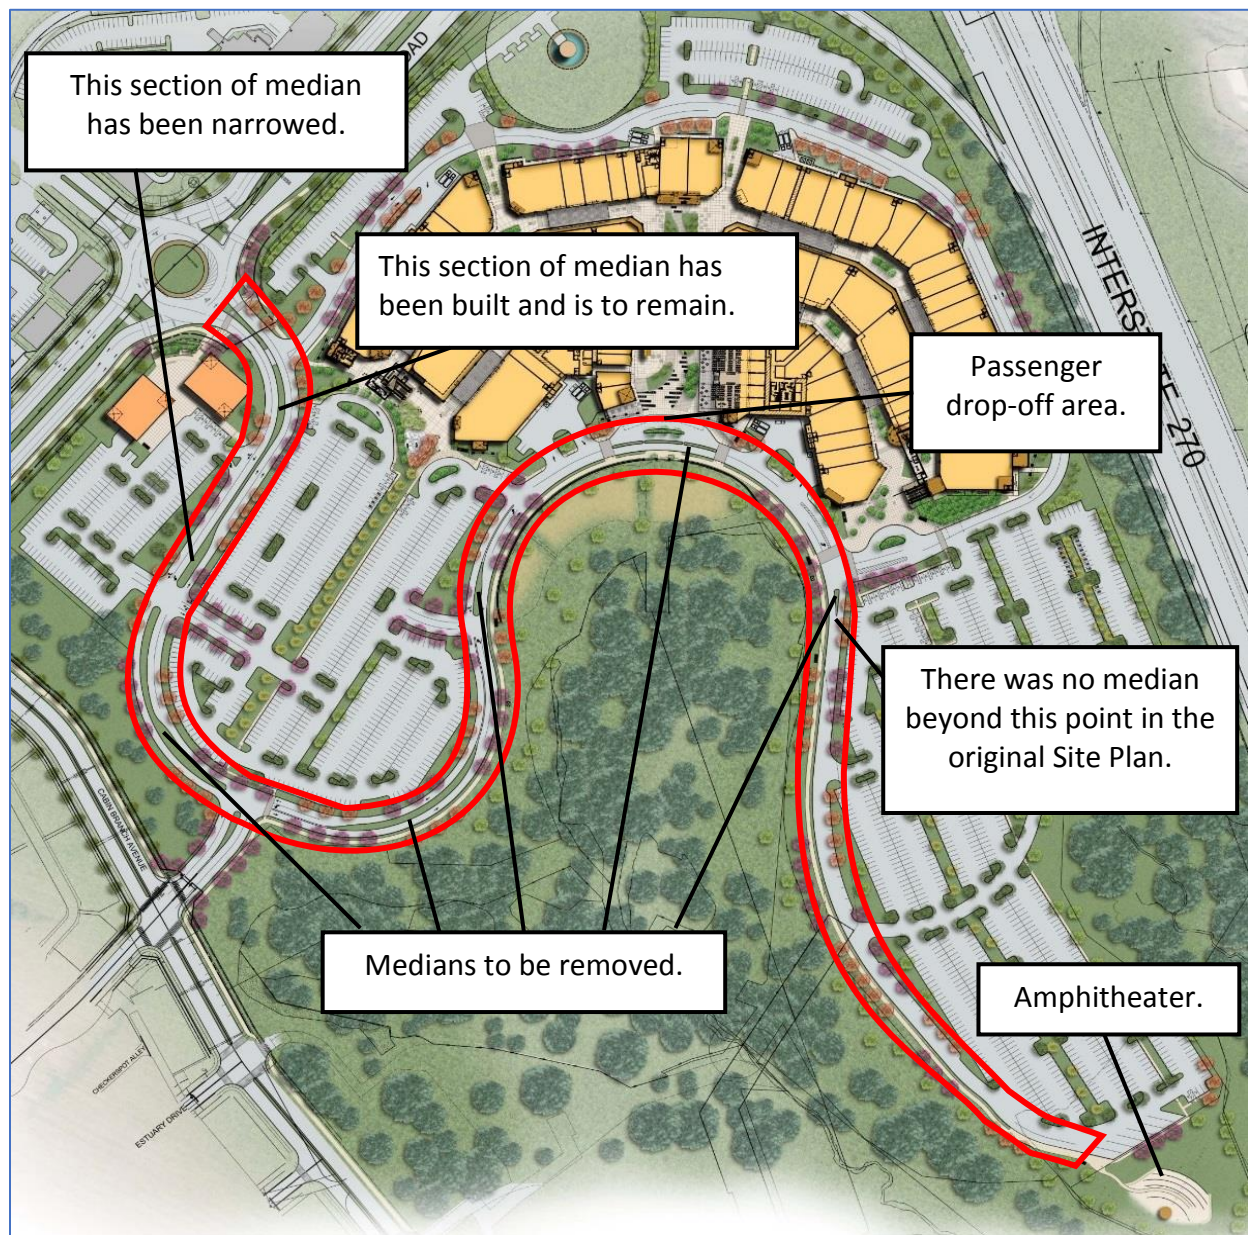 OAD
This section of median
has been narrowed.
This section of median has
been built and is to remain.
INTERSTATE 270
Passenger
drop-off area.
There was no median
beyond this point in the
original Site Plan.
CABIN BRANCH AVENUE
Medians to be removed.
Amphitheater.
CHECKERSPOT ALLEY
ESTUARY DRIVE